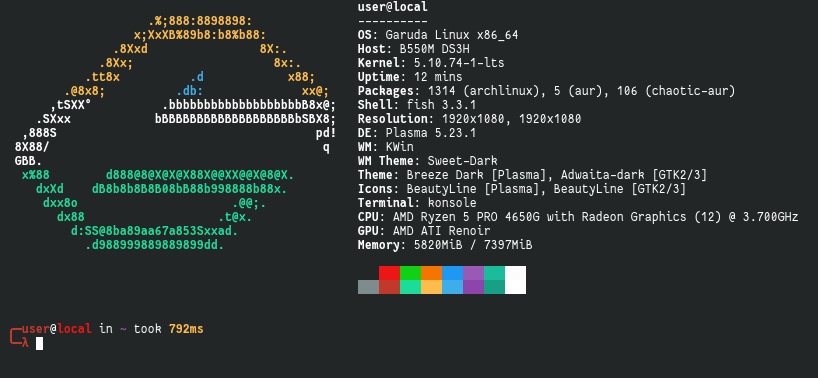 user@local
----------
OS: Garuda Linux x86_64
Host: B550M DS3H
Kernel: 5.10.74-1-lts
Uptime: 12 mins
Packages: 1314 (archlinux), 5 (aur), 106 (chaotic-aur)
Shell: fish 3.3.1
Resolution: 1920x1080, 1920x1080
DE: Plasma 5.23.1
WM: KWin
WM Theme: Sweet-Dark
Theme: Breeze Dark [Plasma], Adwaita-dark [GTK2/3]
Icons: BeautyLine [Plasma], BeautyLine [GTK2/3]
Terminal: konsole
CPU: AMD Ryzen 5 PRO 4650G with Radeon Graphics (12) @ 3.700GHz
GPU: AMD ATI Renoir
Memory: 5820MiB / 7397MiB
.%;888:8898898:
x;XxXB%89b8:b8%b88:
.8Xxd 8X:.
.8Xx; 8x:.
.tt8x .d x88;
.@8x8; .db: xx@;
,tSXX° .bbbbbbbbbbbbbbbbbbbB8x@;
.SXxx bBBBBBBBBBBBBBBBBBBBbSBX8;
,888S pd!
8X88/ q
GBB.
x%88 d888@8@X@X@X88X@@XX@@X@8@X.
dxXd dB8b8b8B8B08bB88b998888b88x.
dxx8o .@@;.
dx88 .t@x.
d:SS@8ba89aa67a853Sxxad.
.d988999889889899dd.
user@local in ~ took 792ms
λ